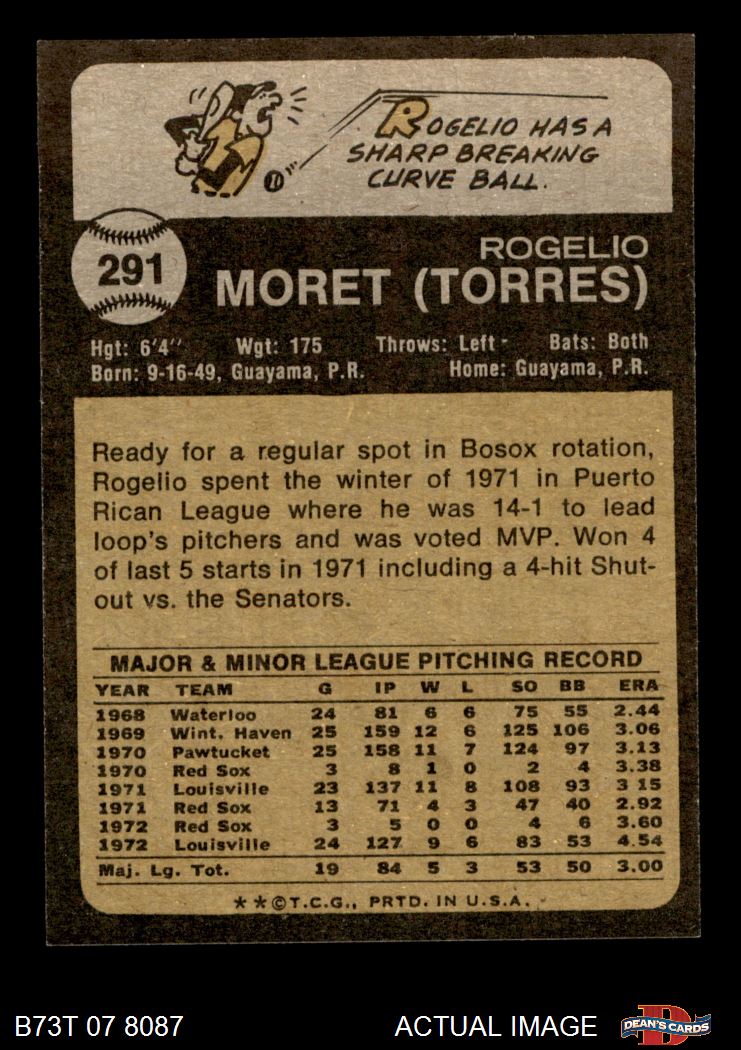 ROGELIO HAS A
SHARP BREAKING
CURVE BALL.
291
ROGELIO
MORET (TORRES)
Hgt: 6'4'' Wgt: 175 Throws: Left Bats: Both
Born: 9-16-49, Guayama, P.R. Home: Guayama, P.R.
Ready for a regular spot in Bosox rotation,
Rogelio spent the winter of 1971 in Puerto
Rican League where he was 14-1 to lead
loop's pitchers and was voted MVP. Won 4
of last 5 starts in 1971 including a 4-hit Shut-
out vs. the Senators.
MAJOR & MINOR LEAGUE PITCHING RECORD
YEAR TEAM G IP W L SO BB ERA
1968 Waterloo 24 81 6 6 75 55 2.44
1969 Wint. Haven 25 159 12 6 125 106 3.06
1970 Pawtucket 25 158 11 7 124 97 3.13
1970 Red Sox 3 8 1 0 2 4 3.38
1971 Louisville 23 137 11 8 108 93 3 15
1971 Red Sox 13 71 4 3 47 40 2.92
1972 Red Sox 3 5 0 0 4 6 3.60
1972 Louisville 24 127 9 6 83 53 4.54
Maj. Lg. Tot. 19 84 5 3 53 50 3.00
**©T.C.G., PRTD. IN U.S.A.
B73T 07 8087 ACTUAL IMAGE
D
DEAN'S CARDS